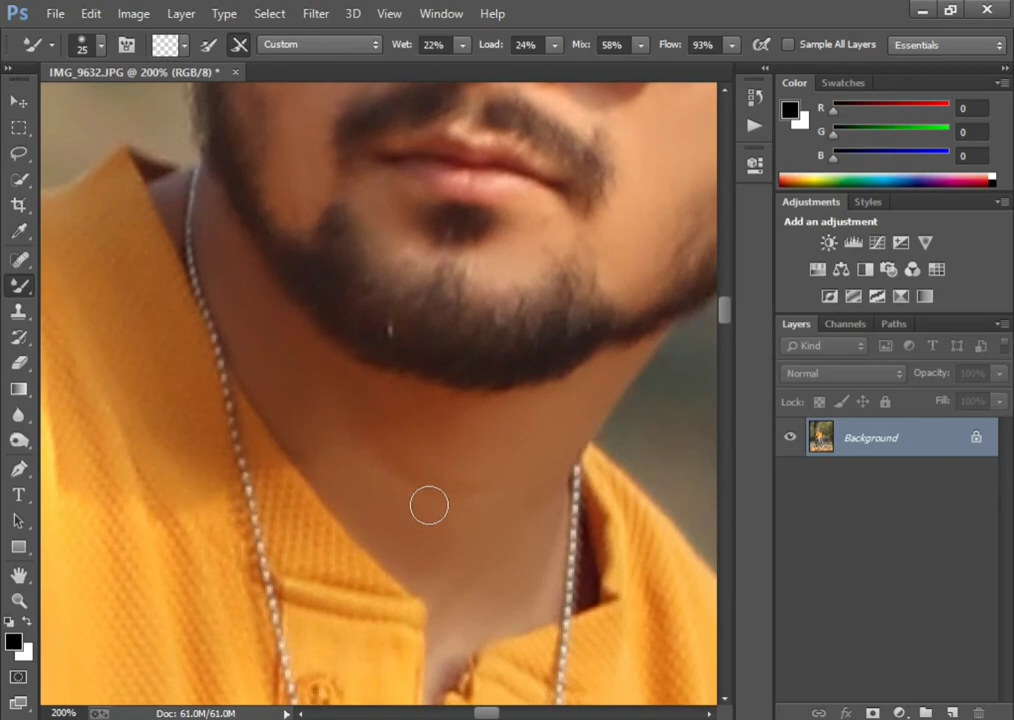 Ps File Edit Image Layer Type Select Filter 3D View Window Help
25 Custom Wet: 22% Load: 24% Mix: 58% Flow: 93% Sample All Layers Essentials
IMG_9632.JPG @ 200% (RGB/8) * ×
Color Swatches
R 0
G 0
B 0
Adjustments Styles
Add an adjustment
Layers Channels Paths
Kind
Normal Opacity: 100%
Lock: Fill: 100%
Background
200% Doc: 61.0M/61.0M